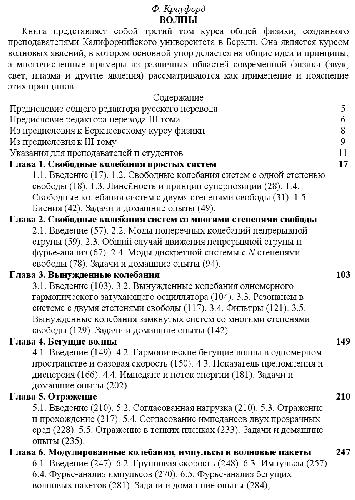 Ф. Крауфорд
ВОЛНЫ
Книга представляет собой третий том курса общей физики, созданного
преподавателями Калифорнийского университета в Беркли. Она является курсом
волновых явлений, в котором основной упор делается на общие идеи и принципы,
а многочисленные примеры из различных областей современной физики (звук,
свет, плазма и другие явления) рассматриваются как применение и пояснение
этих принципов.
Содержание
Предисловие общего редактора русского перевода 5
Предисловие редактора перевода III тома 6
Из предисловия к Берклеевскому курсу физики 8
Из предисловия к III тому 9
Указания для преподавателей и студентов 11
Глава 1. Свободные колебания простых систем 17
1.1. Введение (17). 1.2. Свободные колебания систем с одной степенью
свободы (18). 1.3. Линейность и принцип суперпозиции (28). 1.4.
Свободные колебания систем с двумя степенями свободы (31). 1.5.
Биения (42). Задачи и домашние опыты (49).
Глава 2. Свободные колебания систем со многими степенями свободы
2.1. Введение (57). 2.2. Моды поперечных колебаний непрерывной
струны (59). 2.3. Общий случай движения непрерывной струны и
фурье-анализ (67). 2.4. Моды дискретной системы с N степенями
свободы (78). Задачи и домашние опыты (94).
Глава 3. Вынужденные колебания 103
3.1. Введение (103). 3.2. Вынужденные колебания одномерного
гармонического затухающего осциллятора (104). 3.3. Резонансы в
системе с двумя степенями свободы (117). 3.4. Фильтры (121). 3.5.
Вынужденные колебания замкнутых систем со многими степенями
свободы (129). Задачи и домашние опыты (142).
Глава 4. Бегущие волны 149
4.1. Введение (149). 4.2. Гармонические бегущие волны в одномерном
пространстве и фазовая скорость (150). 4.3. Показатель преломления и
дисперсия (166). 4.4. Импеданс и поток энергии (181). Задачи и
домашние опыты (202).
Глава 5. Отражение 210
5.1. Введение (210). 5.2. Согласованная нагрузка (210). 5.3. Отражение
и прохождение (217). 5.4. Согласование импедансов двух прозрачных
сред (228). 5.5. Отражение в тонких пленках (233). Задачи и домашние
опыты (235).
Глава 6. Модулированные колебания, импульсы и волновые пакеты 247
6.1. Введение (247). 6.2. Групповая скорость (248). 6.3. Импульсы (257).
6.4. Фурье-анализ импульсов (270). 6.5. Фурье-анализ бегущих
волновых пакетов (281). Задачи и домашние опыты (284).